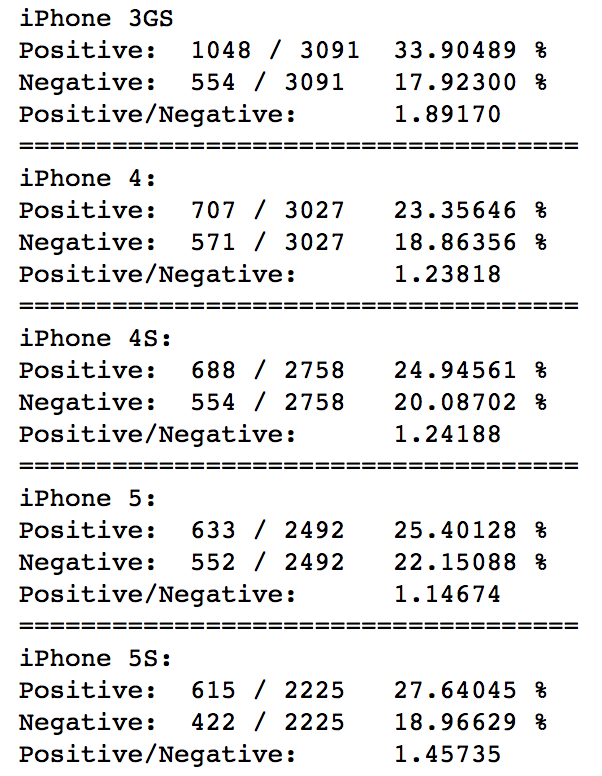 iPhone 3GS
Positive:  1048 / 3091  33.90489 %
Negative:  554 / 3091   17.92300 %
Positive/Negative:      1.89170
====================================
iPhone 4:
Positive:  707 / 3027   23.35646 %
Negative:  571 / 3027   18.86356 %
Positive/Negative:      1.23818
====================================
iPhone 4S:
Positive:  688 / 2758   24.94561 %
Negative:  554 / 2758   20.08702 %
Positive/Negative:      1.24188
====================================
iPhone 5:
Positive:  633 / 2492   25.40128 %
Negative:  552 / 2492   22.15088 %
Positive/Negative:      1.14674
====================================
iPhone 5S:
Positive:  615 / 2225   27.64045 %
Negative:  422 / 2225   18.96629 %
Positive/Negative:      1.45735